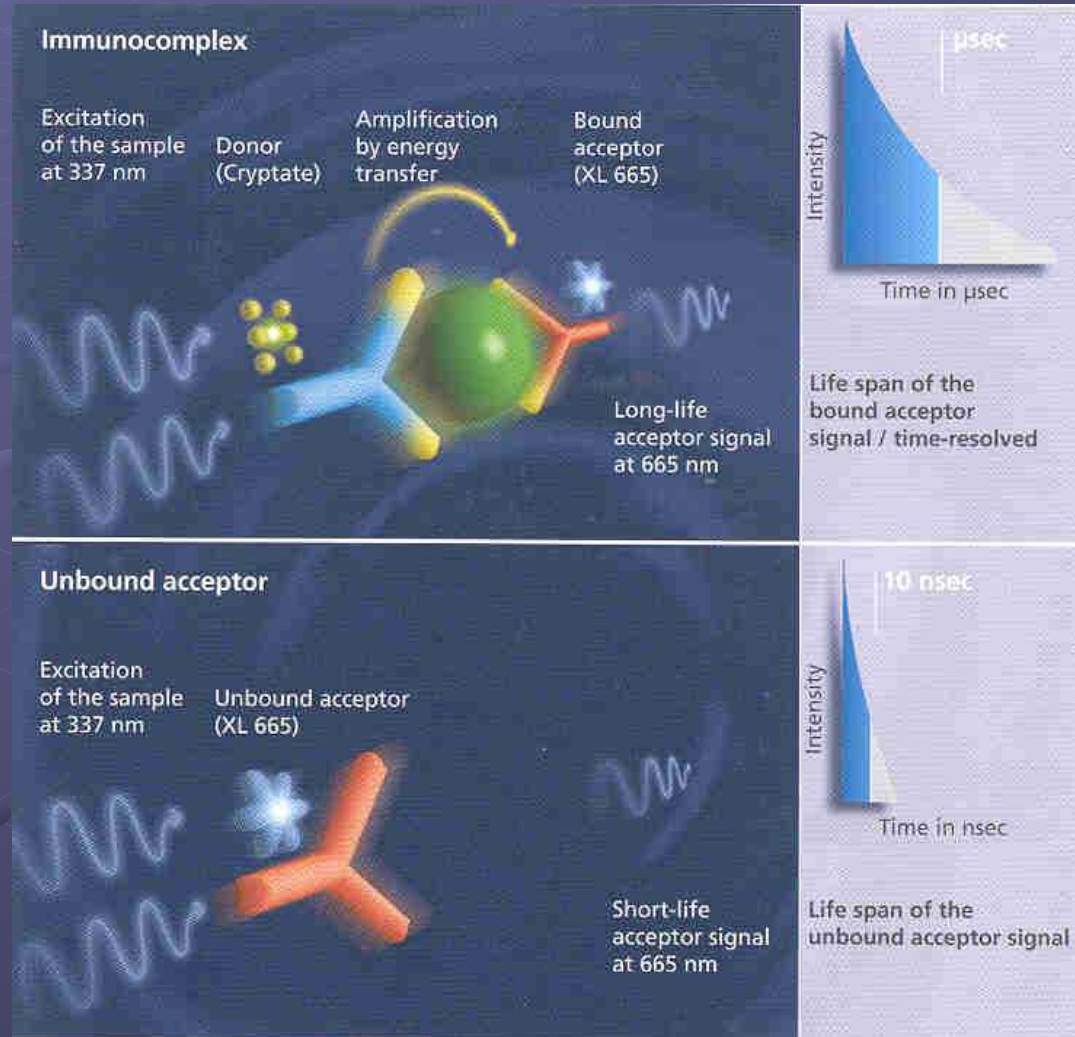 Immunocomplex
Excitation
of the sample
at 337 nm
Donor
(Cryptate)
Amplification
by energy
transfer
Bound
acceptor
(XL 665)
Long-life
acceptor signal
at 665 nm
µsec
Intensity
Time in µsec
Life span of the
bound acceptor
signal / time-resolved
Unbound acceptor
Excitation
of the sample
at 337 nm
Unbound acceptor
(XL 665)
Short-life
acceptor signal
at 665 nm
10 nsec
Intensity
Time in nsec
Life span of the
unbound acceptor signal